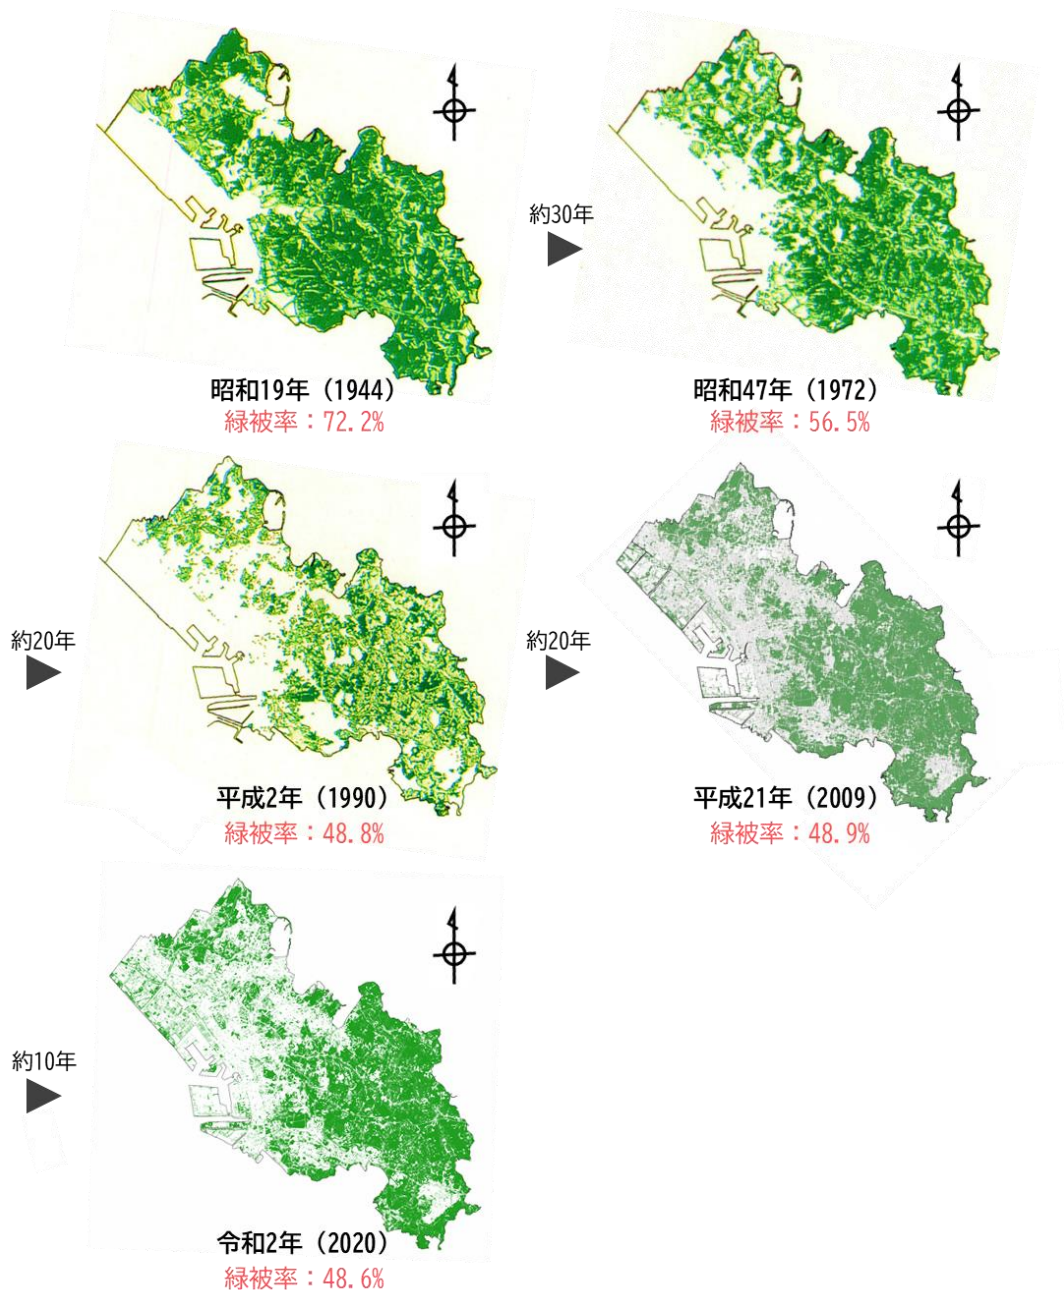 昭和19年（1944）
緑被率：72.2%
約30年
昭和47年（1972）
緑被率：56.5%
約20年
平成2年（1990）
緑被率：48.8%
約20年
平成21年（2009）
緑被率：48.9%
約10年
令和2年（2020）
緑被率：48.6%